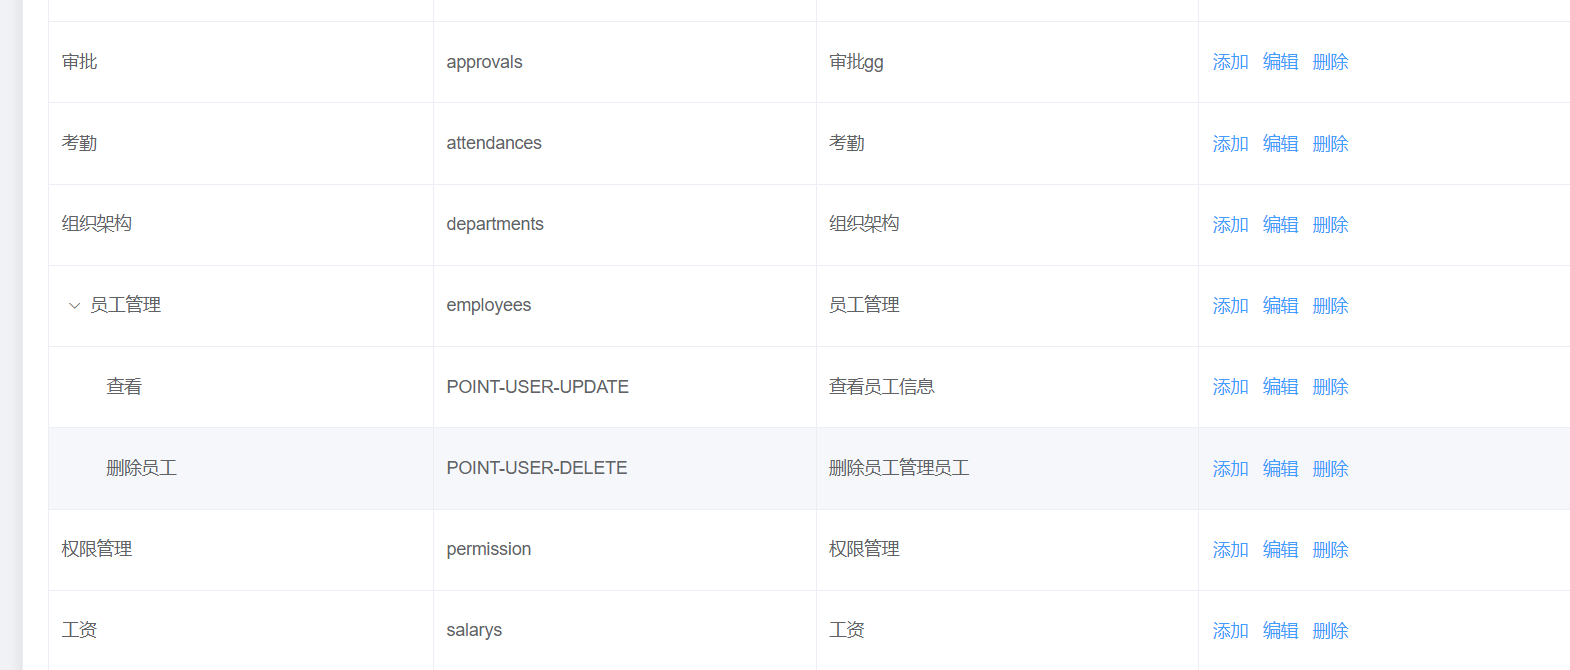 审批 approvals 审批gg 添加 编辑 删除
考勤 attendances 考勤 添加 编辑 删除
组织架构 departments 组织架构 添加 编辑 删除
员工管理 employees 员工管理 添加 编辑 删除
查看 POINT-USER-UPDATE 查看员工信息 添加 编辑 删除
删除员工 POINT-USER-DELETE 删除员工管理员工 添加 编辑 删除
权限管理 permission 权限管理 添加 编辑 删除
工资 salarys 工资 添加 编辑 删除